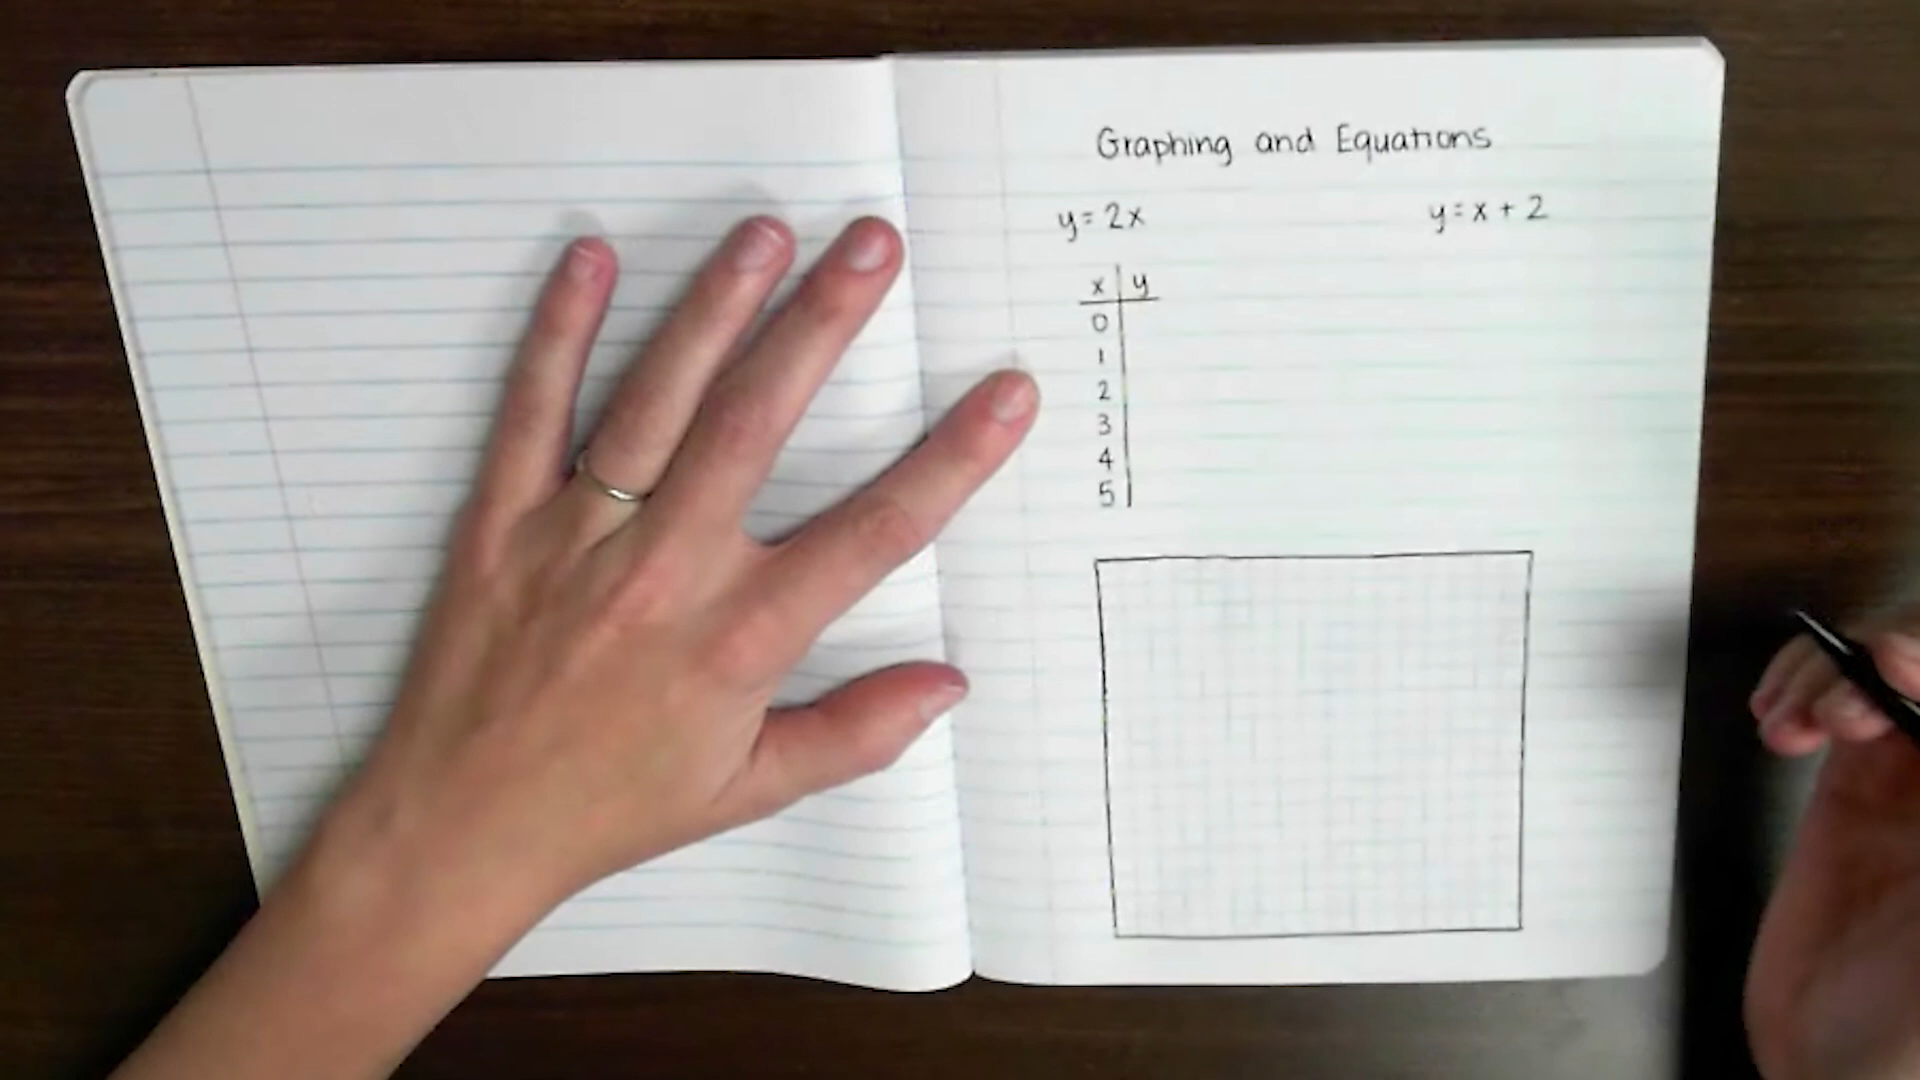 Graphing and Equations
y = 2x
y = x + 2
x y
0
1
2
3
4
5